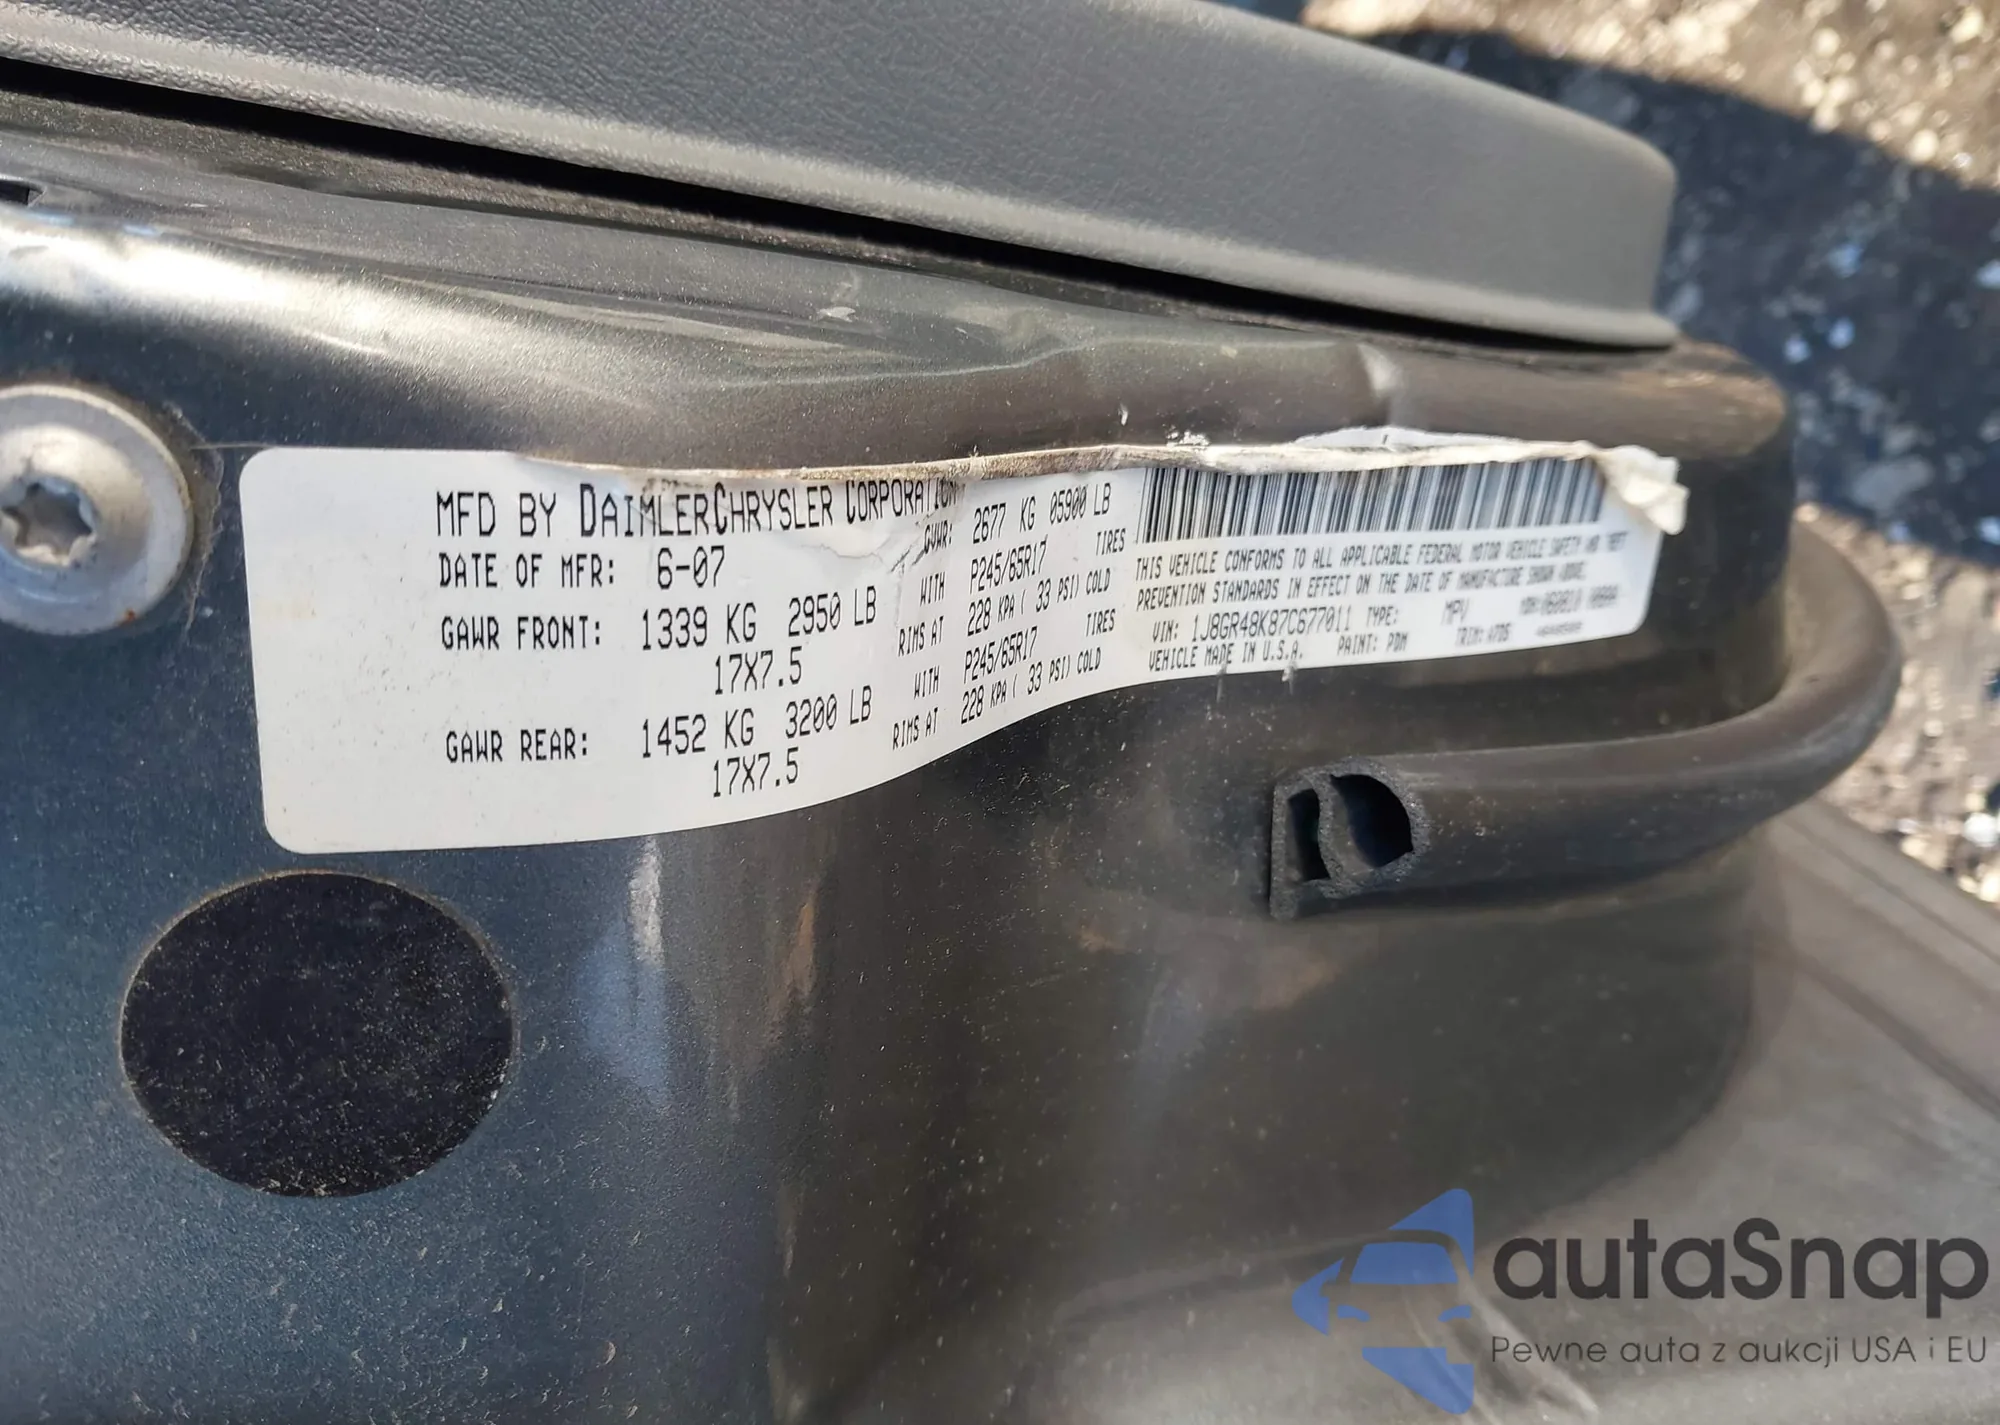 MFD BY DAIMLERCHRYSLER CORPORATION
DATE OF MFR: 6-07
GVWR: 2677 KG 05900 LB
GAWR FRONT: 1339 KG 2950 LB
WITH P245/65R17 TIRES
17X7.5
RIMS AT 228 KPA ( 33 PSI) COLD
GAWR REAR: 1452 KG 3200 LB
WITH P245/65R17 TIRES
17X7.5
RIMS AT 228 KPA ( 33 PSI) COLD
THIS VEHICLE CONFORMS TO ALL APPLICABLE FEDERAL MOTOR VEHICLE SAFETY AND THEFT
PREVENTION STANDARDS IN EFFECT ON THE DATE OF MANUFACTURE SHOWN ABOVE.
VIN: 1J8GR48K87C677011 TYPE: MPV
VEHICLE MADE IN U.S.A. PAINT: PDM TRIM:
autaSnap
Pewne auta z aukcji USA i EU